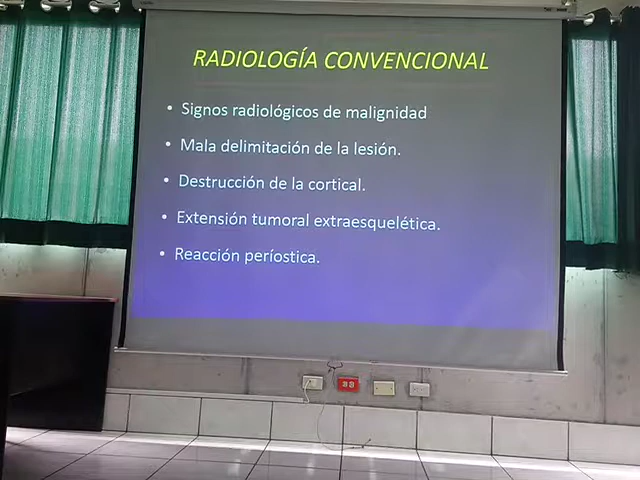 RADIOLOGÍA CONVENCIONAL
• Signos radiológicos de malignidad
• Mala delimitación de la lesión.
• Destrucción de la cortical.
• Extensión tumoral extraesquelética.
• Reacción períostica.